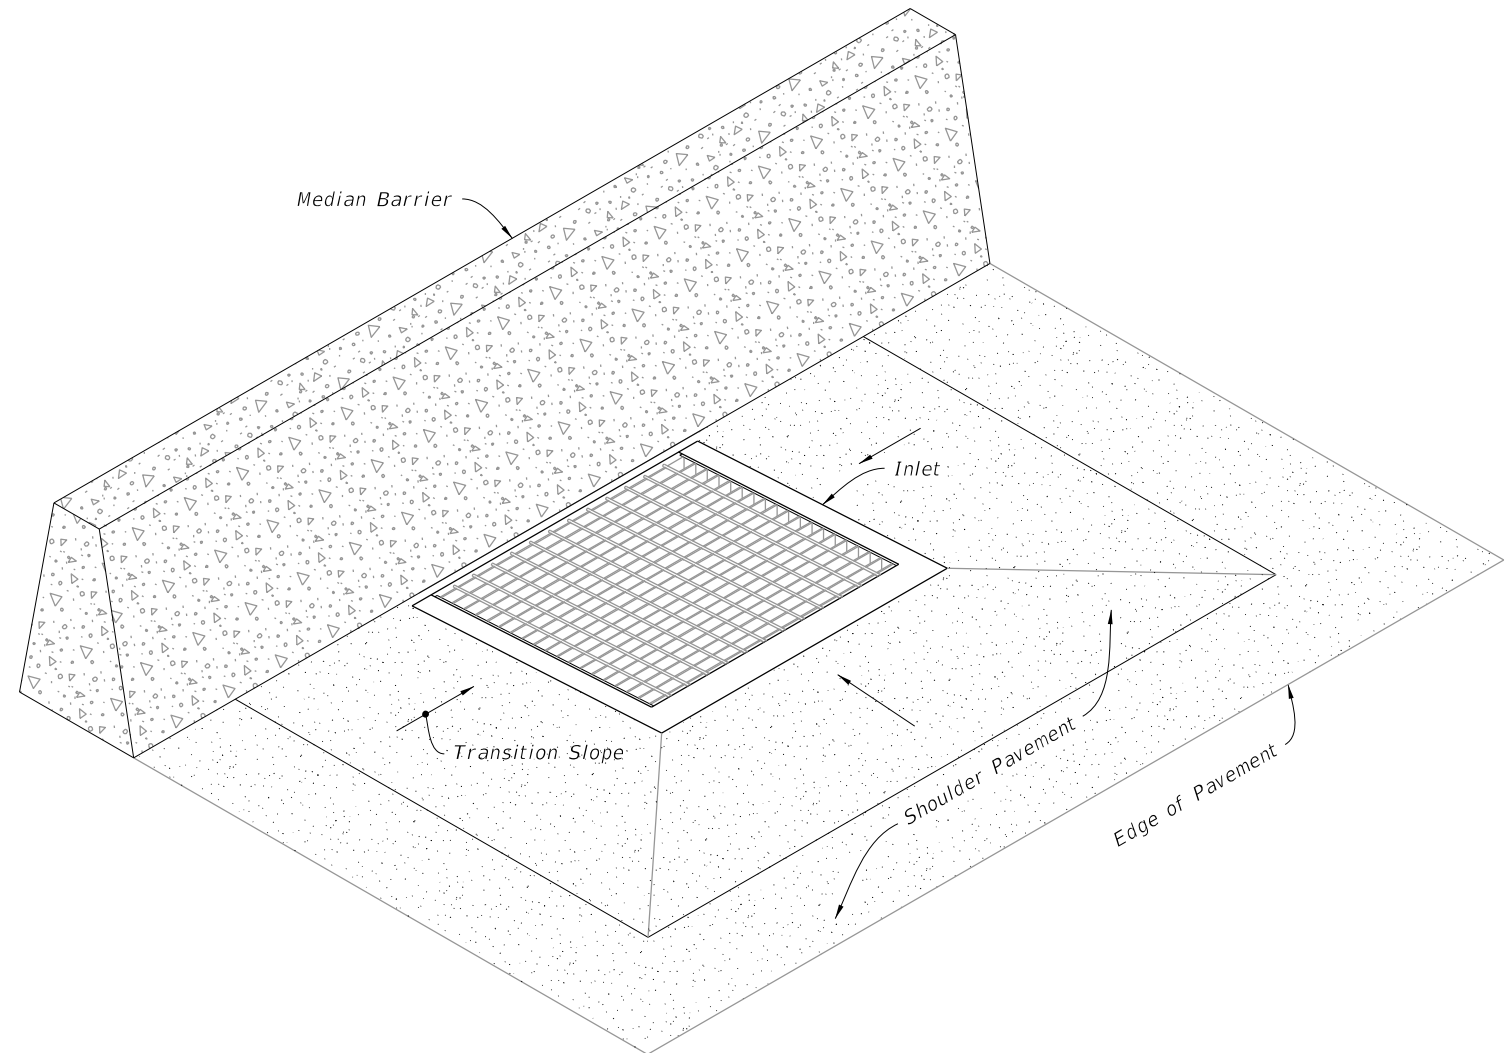 Median Barrier
Inlet
Transition Slope
Shoulder Pavement
Edge of Pavement